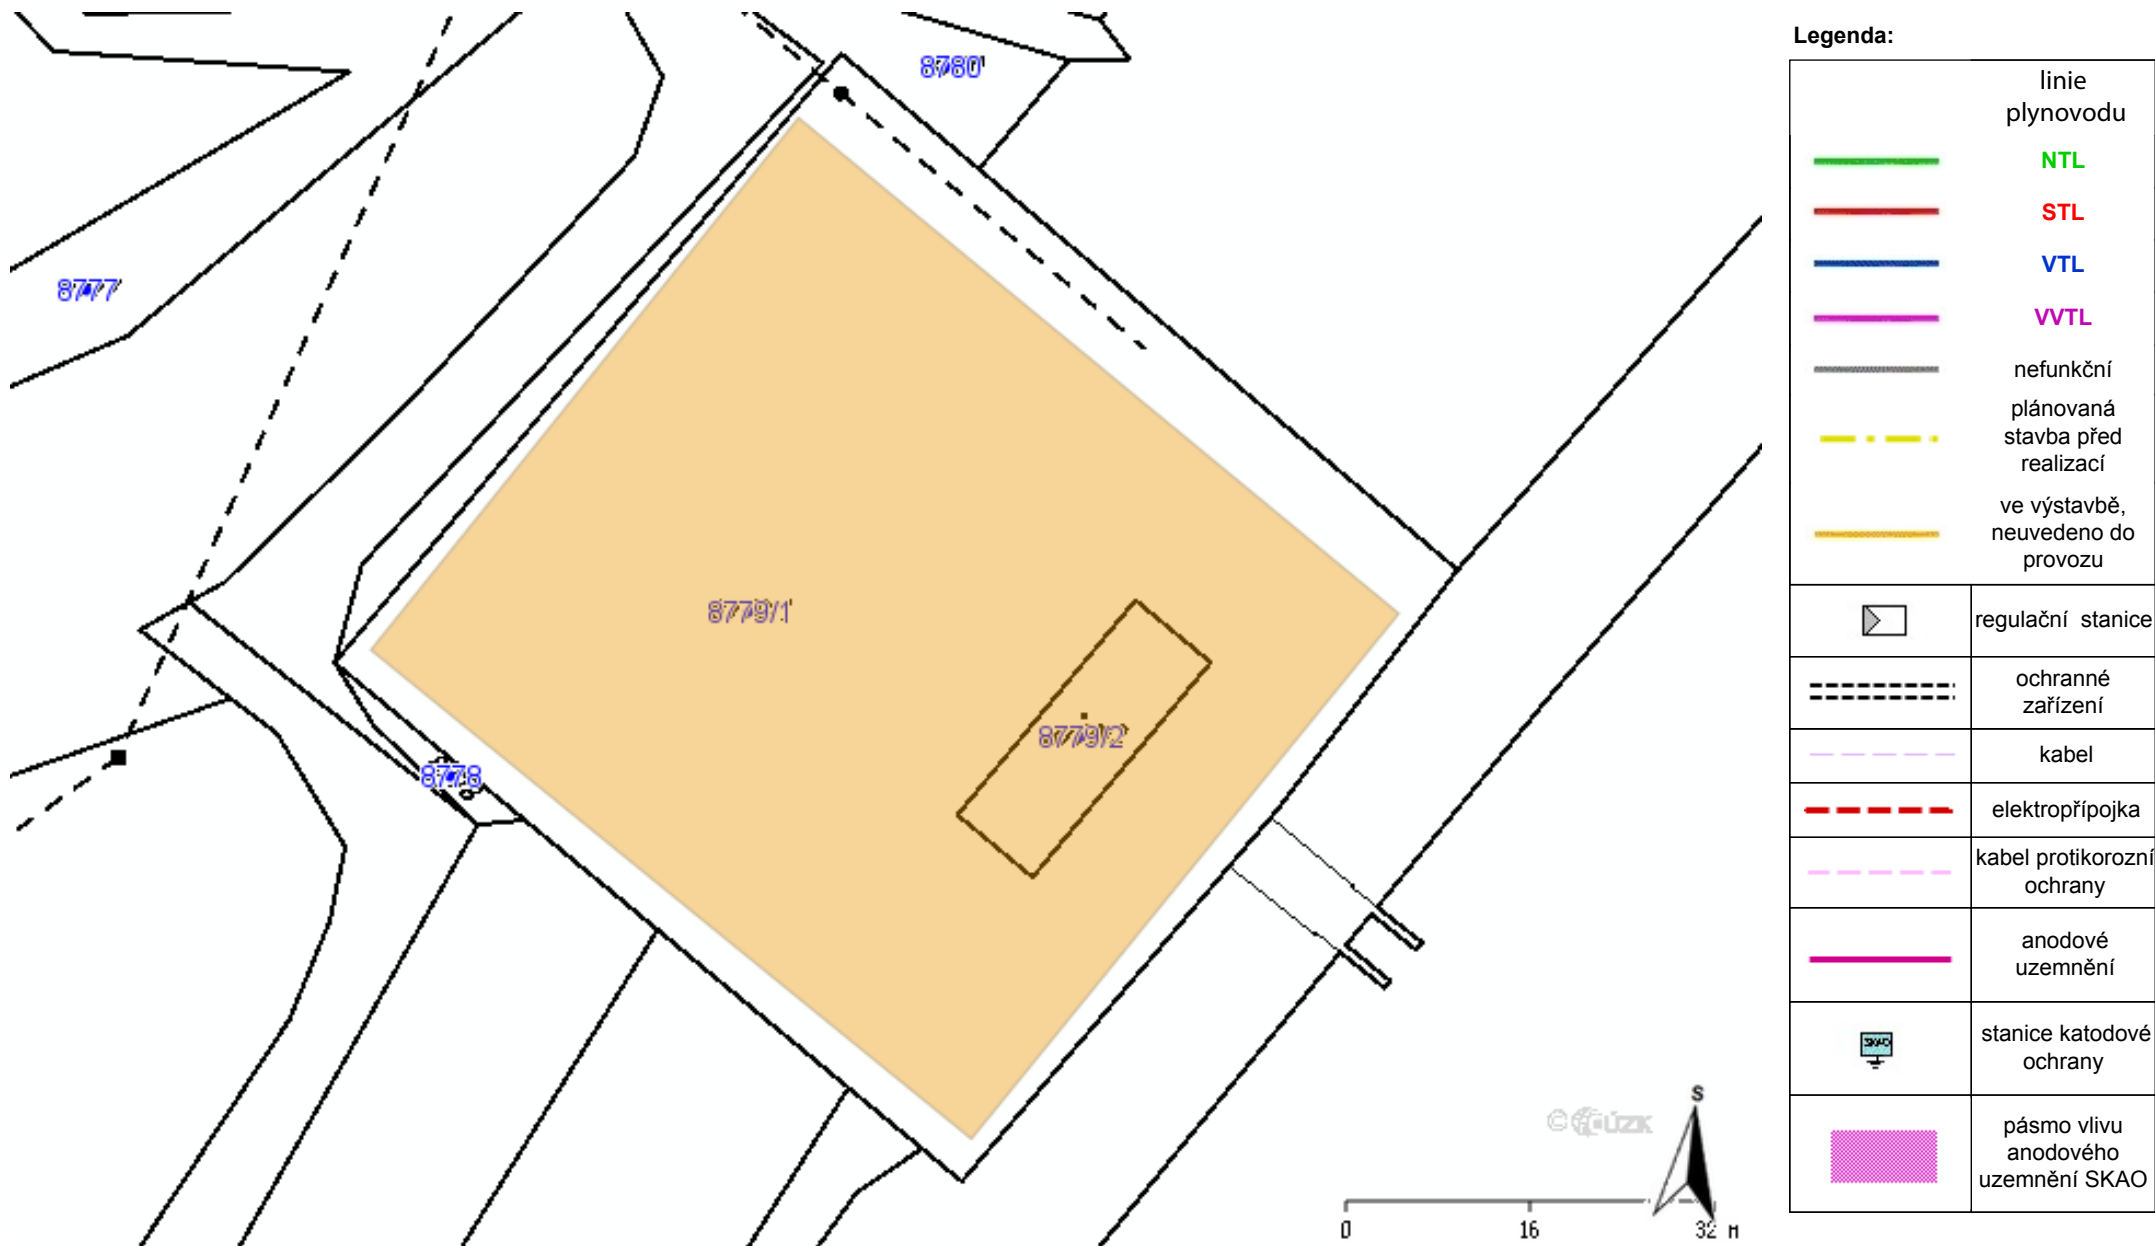 8780
8777
8779/1
8779/2
8778
© ČÚZK
S
0 16 32 M
Legenda:
linie
plynovodu
NTL
STL
VTL
VVTL
nefunkční
plánovaná
stavba před
realizací
ve výstavbě,
neuvedeno do
provozu
regulační stanice
ochranné
zařízení
kabel
elektropřípojka
kabel protikorozní
ochrany
anodové
uzemnění
SKAO
stanice katodové
ochrany
pásmo vlivu
anodového
uzemnění SKAO